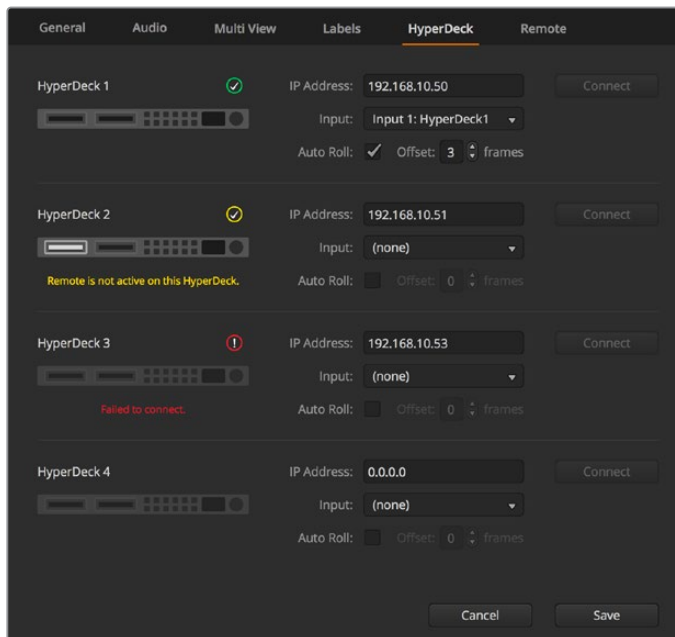 General Audio Multi View Labels HyperDeck Remote
HyperDeck 1 IP Address: 192.168.10.50 Connect
Input: Input 1: HyperDeck1
Auto Roll: Offset: 3 frames
HyperDeck 2 IP Address: 192.168.10.51 Connect
Input: (none)
Remote is not active on this HyperDeck. Auto Roll: Offset: 0 frames
HyperDeck 3 IP Address: 192.168.10.53 Connect
Input: (none)
Failed to connect. Auto Roll: Offset: 0 frames
HyperDeck 4 IP Address: 0.0.0.0 Connect
Input: (none)
Auto Roll: Offset: 0 frames
Cancel Save